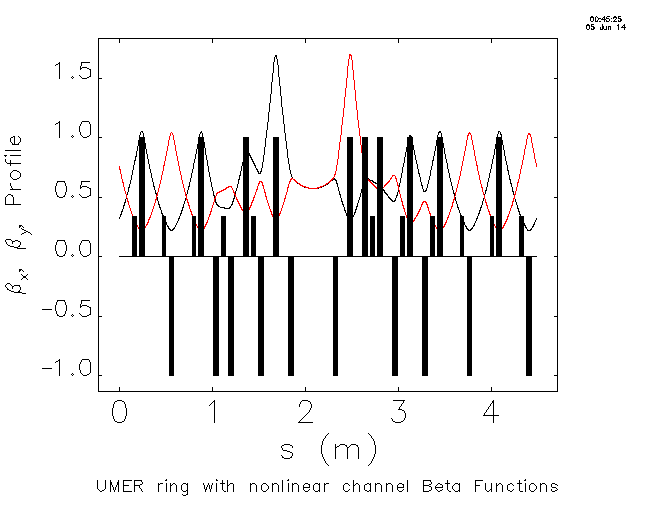 00:45:25
05 Jun 14
1.5
1.0
0.5
0.0
-0.5
-1.0
βx, βy, Profile
0 1 2 3 4
s (m)
UMER ring with nonlinear channel Beta Functions